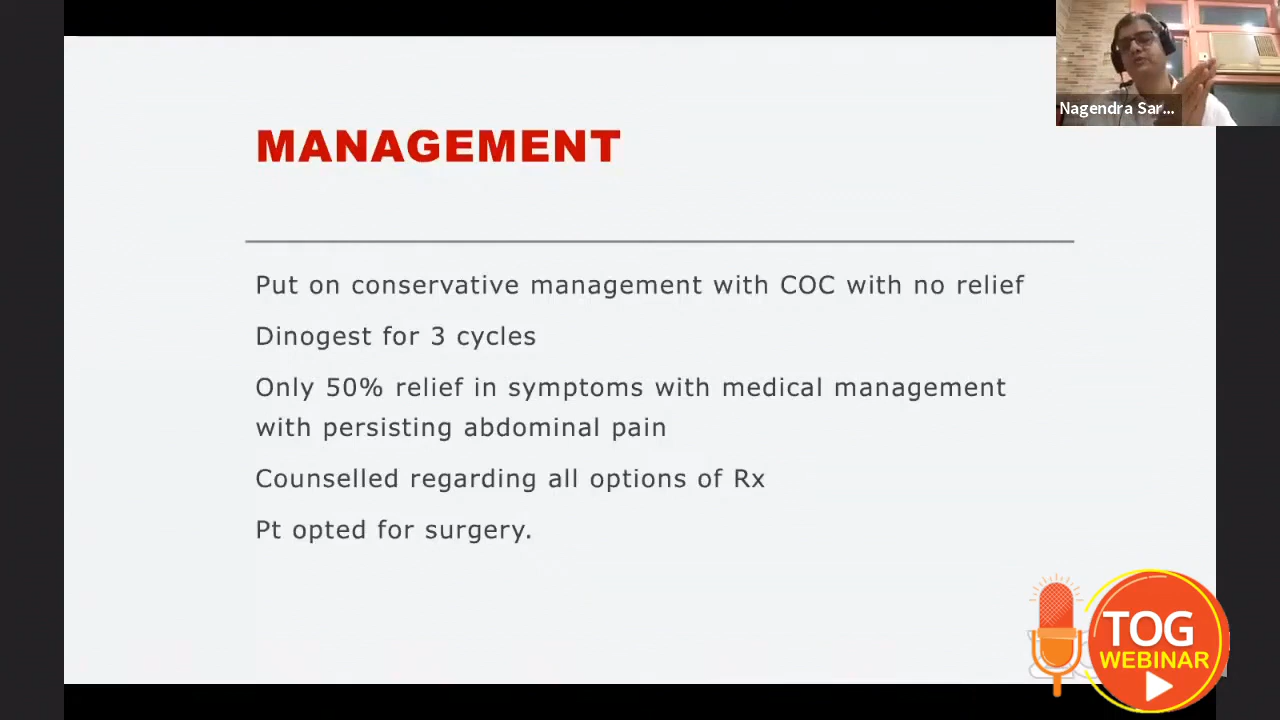 Nagendra Sar...
MANAGEMENT
Put on conservative management with COC with no relief
Dinogest for 3 cycles
Only 50% relief in symptoms with medical management
with persisting abdominal pain
Counselled regarding all options of Rx
Pt opted for surgery.
TOG
WEBINAR